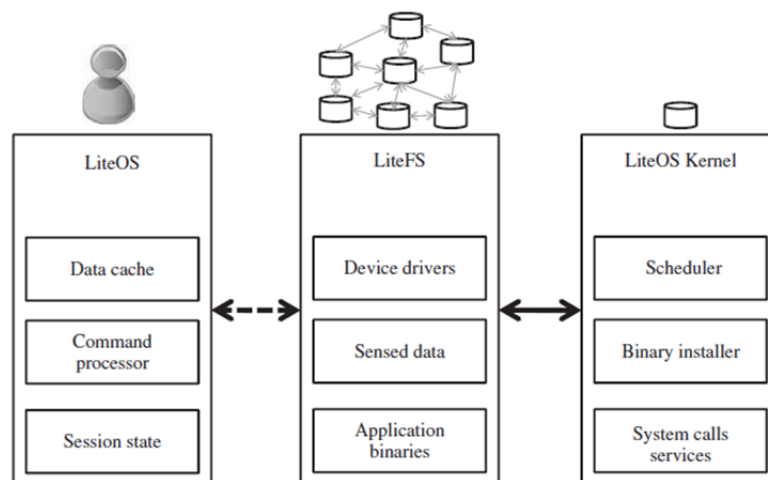 LiteOS
Data cache
Command
processor
Session state
LiteFS
Device drivers
Sensed data
Application
binaries
LiteOS Kernel
Scheduler
Binary installer
System calls
services